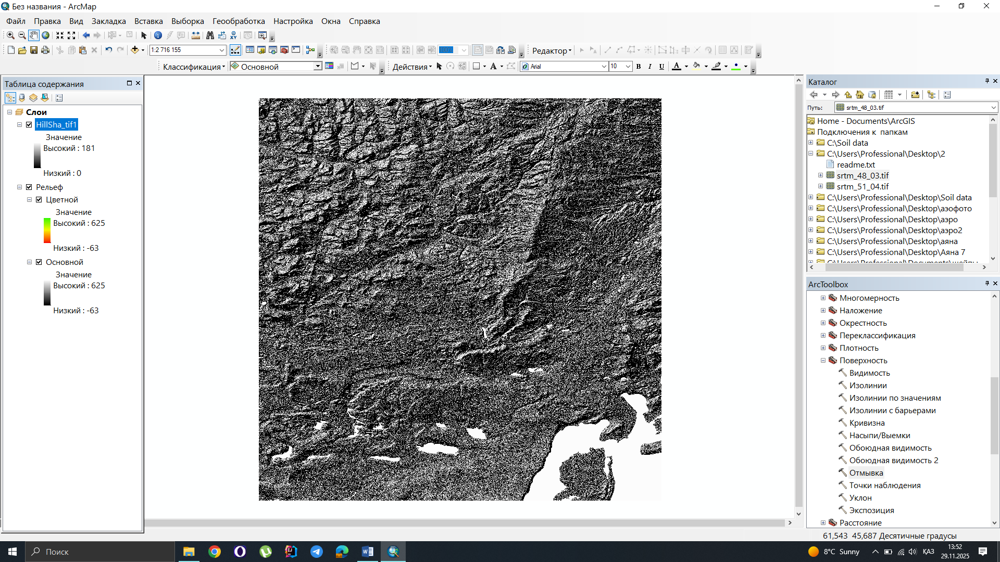 Без названия - ArcMap
Файл Правка Вид Закладка Вставка Выборка Геообработка Настройка Окна Справка
1:2 716 155
100%
Редактор
Классификация
Основной
Действия
Arial
10
B I U A
Таблица содержания
Слои
HillSha_tif1
Значение
Высокий : 181
Низкий : 0
Рельеф
Цветной
Значение
Высокий : 625
Низкий : -63
Основной
Значение
Высокий : 625
Низкий : -63
Каталог
Путь: srtm_48_03.tif
Home - Documents\ArcGIS
Подключения к папкам
C:\Soil data
C:\Users\Professional\Desktop\2
readme.txt
srtm_48_03.tif
srtm_51_04.tif
C:\Users\Professional\Desktop\Soil data
C:\Users\Professional\Desktop\аэофото
C:\Users\Professional\Desktop\аэро
C:\Users\Professional\Desktop\аэро2
C:\Users\Professional\Desktop\аяна
C:\Users\Professional\Desktop\Аяна 7
C:\Users\Professional\Documents\шейпы
ArcToolbox
Многомерность
Наложение
Окрестность
Переклассификация
Плотность
Поверхность
Видимость
Изолинии
Изолинии по значениям
Изолинии с барьерами
Кривизна
Насыпи/Выемки
Обоюдная видимость
Обоюдная видимость 2
Отмывка
Точки наблюдения
Уклон
Экспозиция
Расстояние
61,543 45,687 Десятичные градусы
Поиск
8°C Sunny
ҚАЗ
13:52
29.11.2025